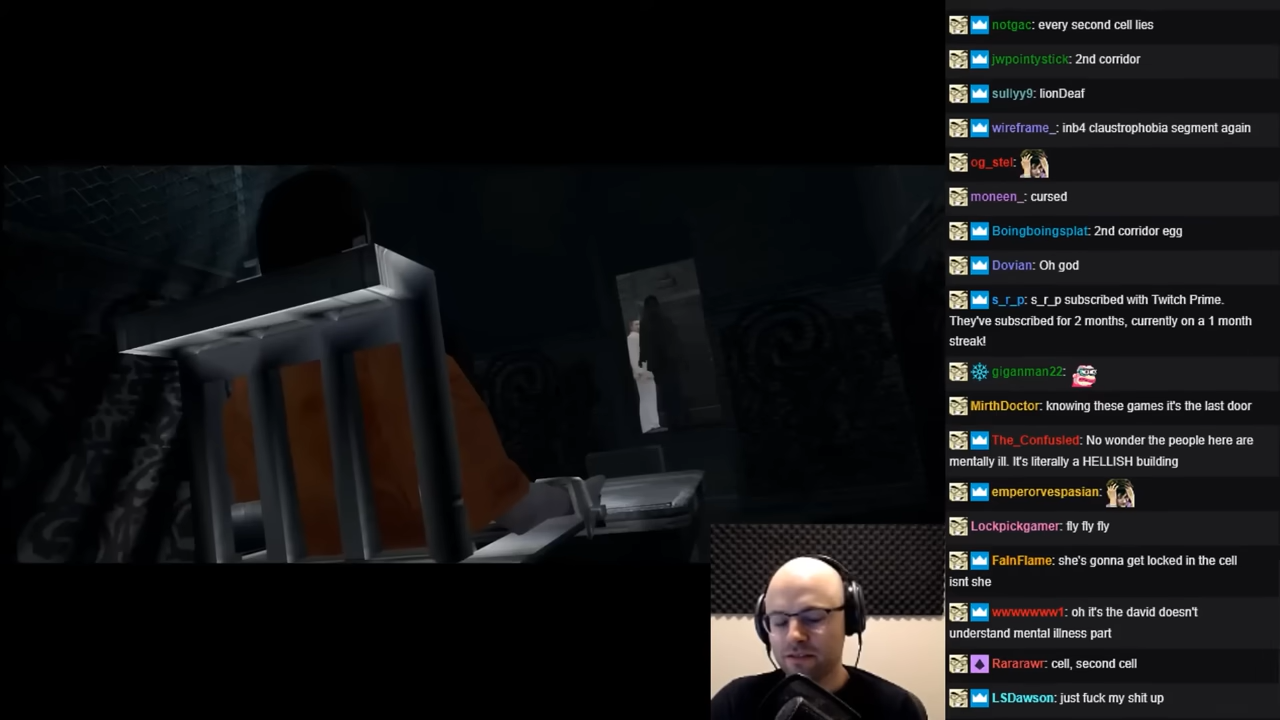 notgac: every second cell lies
jwpointystick: 2nd corridor
sullyy9: lionDeaf
wireframe_: inb4 claustrophobia segment again
og_stel:
moneen_: cursed
Boingboingsplat: 2nd corridor egg
Dovian: Oh god
s_r_p: s_r_p subscribed with Twitch Prime.
They've subscribed for 2 months, currently on a 1 month
streak!
giganman22:
MirthDoctor: knowing these games it's the last door
The_Confusled: No wonder the people here are
mentally ill. It's literally a HELLISH building
emperorvespasian:
Lockpickgamer: fly fly fly
FalnFlame: she's gonna get locked in the cell
isnt she
wwwwwww1: oh it's the david doesn't
understand mental illness part
Rararawr: cell, second cell
LSDawson: just fuck my shit up